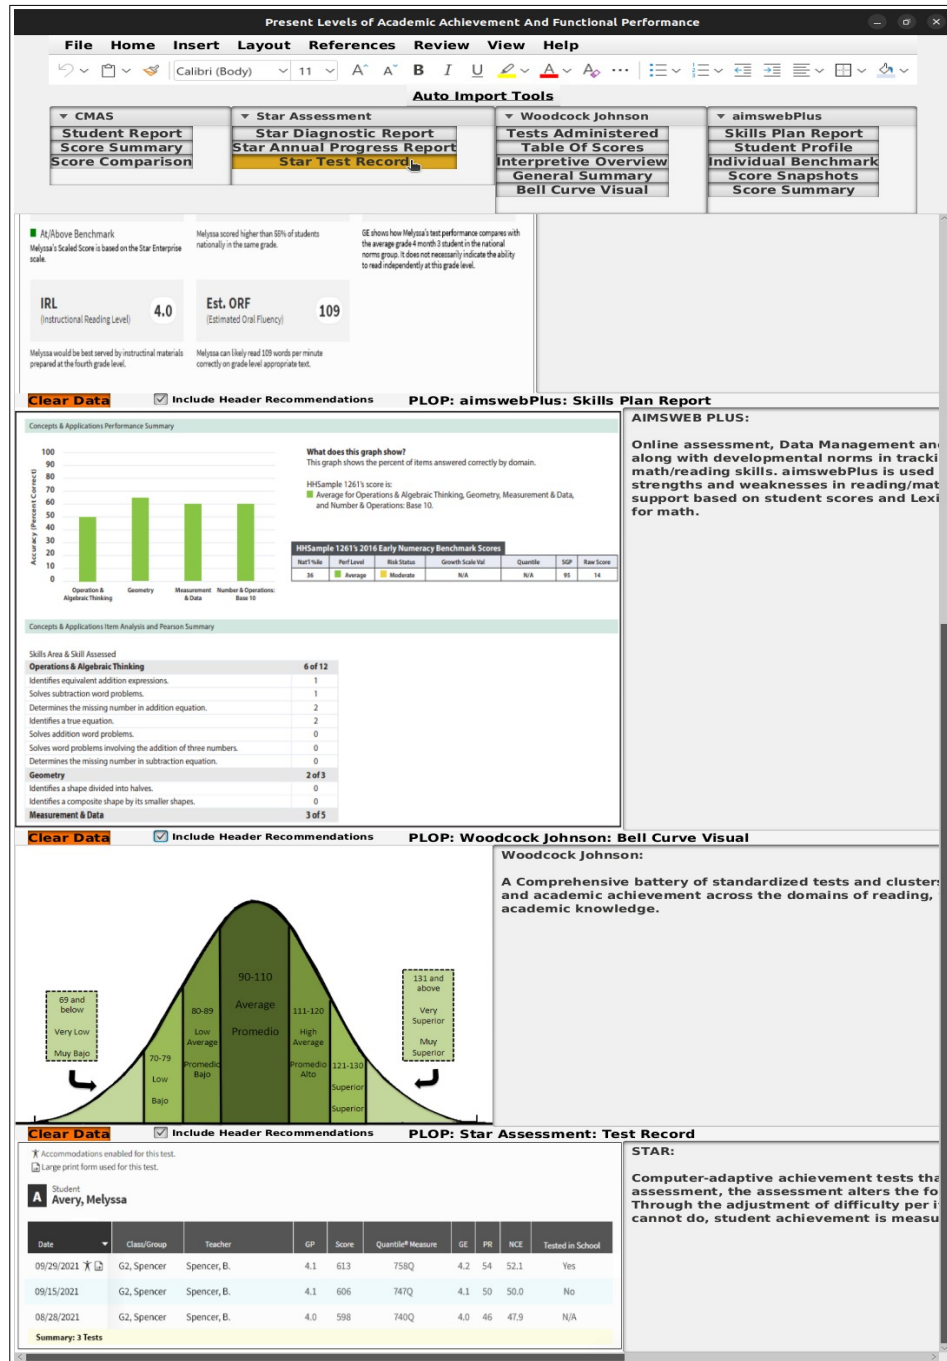 Present Levels of Academic Achievement And Functional Performance
File Home Insert Layout References Review View Help
Calibri (Body) 11 A A B I U A A
Auto Import Tools
CMAS
Student Report
Score Summary
Score Comparison
Star Assessment
Star Diagnostic Report
Star Annual Progress Report
Star Test Record
Woodcock Johnson
Tests Administered
Table Of Scores
Interpretive Overview
General Summary
Bell Curve Visual
aimswebPlus
Skills Plan Report
Student Profile
Individual Benchmark
Score Snapshots
Score Summary
At/Above Benchmark
Melyssa's Scaled Score is based on the Star Enterprise
scale.
Melyssa scored higher than 56% of students
nationally in the same grade.
GE shows how Melyssa's test performance compares with
the average grade 4 month 3 student in the national
norms group. It does not necessarily indicate the ability
to read independently at this grade level.
IRL
(Instructional Reading Level)
4.0
Est. ORF
(Estimated Oral Fluency)
109
Melyssa would be best served by instructinal materials
prepared at the fourth grade level.
Melyssa can likely read 109 words per minute
correctly on grade level appropriate text.
Clear Data Include Header Recommendations PLOP: aimswebPlus: Skills Plan Report
Concepts & Applications Performance Summary
Accuracy (Percent Correct)
100
90
80
70
60
50
40
30
20
10
0
Operation &
Algebraic Thinking
Geometry
Measurement
& Data
Number & Operations:
Base 10
What does this graph show?
This graph shows the percent of items answered correctly by domain.
HHSample 1261's score is:
Average for Operations & Algebraic Thinking, Geometry, Measurement & Data,
and Number & Operations: Base 10.
HHSample 1261's 2016 Early Numeracy Benchmark Scores
Nat'l %ile Perf Level Risk Status Growth Scale Val Quantile SGP Raw Score
36 Average Moderate N/A N/A 95 14
Concepts & Applications Item Analysis and Pearson Summary
Skills Area & Skill Assessed
Operations & Algebraic Thinking 6 of 12
Identifies equivalent addition expressions. 1
Solves subtraction word problems. 1
Determines the missing number in addition equation. 2
Identifies a true equation. 2
Solves addition word problems. 0
Solves word problems involving the addition of three numbers. 0
Determines the missing number in subtraction equation. 0
Geometry 2 of 3
Identifies a shape divided into halves. 0
Identifies a composite shape by its smaller shapes. 0
Measurement & Data 3 of 5
AIMSWEB PLUS:
Online assessment, Data Management an
along with developmental norms in tracki
math/reading skills. aimswebPlus is used
strengths and weaknesses in reading/mat
support based on student scores and Lexi
for math.
Clear Data Include Header Recommendations PLOP: Woodcock Johnson: Bell Curve Visual
69 and
below
Very Low
Muy Bajo
70-79
Low
Bajo
80-89
Low
Average
Promedio
Bajo
90-110
Average
Promedio
111-120
High
Average
Promedio
Alto
121-130
Superior
Superior
131 and
above
Very
Superior
Muy
Superior
Woodcock Johnson:
A Comprehensive battery of standardized tests and clusters
and academic achievement across the domains of reading,
academic knowledge.
Clear Data Include Header Recommendations PLOP: Star Assessment: Test Record
Accommodations enabled for this test.
Large print form used for this test.
A
Student
Avery, Melyssa
Date Class/Group Teacher GP Score Quantile® Measure GE PR NCE Tested in School
09/29/2021 G2, Spencer Spencer, B. 4.1 613 758Q 4.2 54 52.1 Yes
09/15/2021 G2, Spencer Spencer, B. 4.1 606 747Q 4.1 50 50.0 No
08/28/2021 G2, Spencer Spencer, B. 4.0 598 740Q 4.0 46 47.9 N/A
Summary: 3 Tests
STAR:
Computer-adaptive achievement tests tha
assessment, the assessment alters the fo
Through the adjustment of difficulty per i
cannot do, student achievement is measu